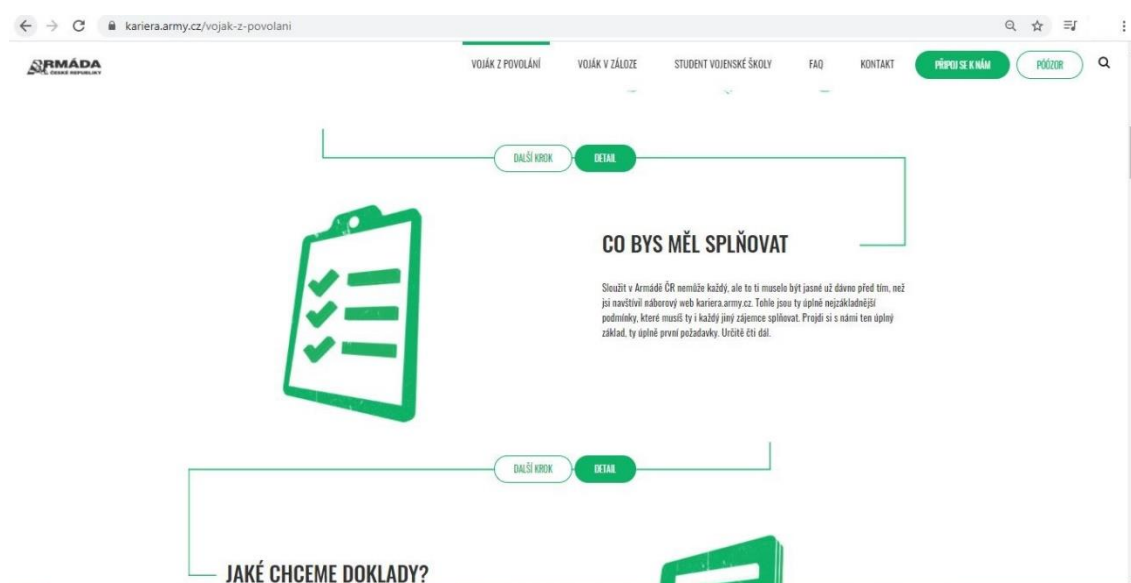 kariera.army.cz/vojak-z-povolani
ARMÁDA
ČESKÉ REPUBLIKY
VOJÁK Z POVOLÁNÍ VOJÁK V ZÁLOZE STUDENT VOJENSKÉ ŠKOLY FAQ KONTAKT PŘIPOJ SE K NÁM PÓÓZOR
DALŠÍ KROK DETAIL
CO BYS MĚL SPLŇOVAT
Sloužit v Armádě ČR nemůže každý, ale to ti muselo být jasné už dávno před tím, než
jsi navštívil náborový web kariera.army.cz. Tohle jsou ty úplně nejzákladnější
podmínky, které musíš ty i každý jiný zájemce splňovat. Projdi si s námi ten úplný
základ, ty úplně první požadavky. Určitě čti dál.
DALŠÍ KROK DETAIL
JAKÉ CHCEME DOKLADY?